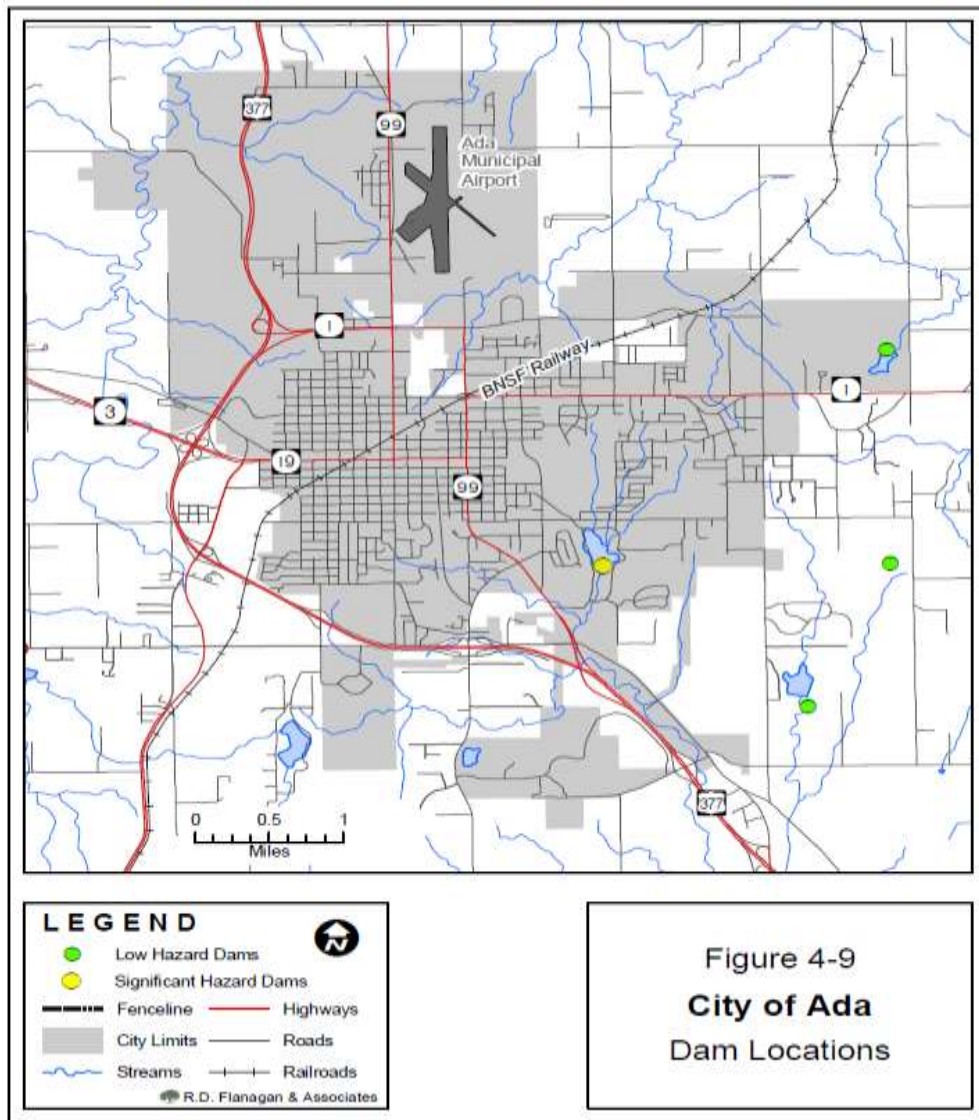 377
99
Ada
Municipal
Airport
1
BNSF Railway
1
3
19
99
377
0 0.5 1
Miles
LEGEND
N
Low Hazard Dams
Significant Hazard Dams
Fenceline Highways
City Limits Roads
Streams Railroads
R.D. Flanagan & Associates
Figure 4-9
City of Ada
Dam Locations